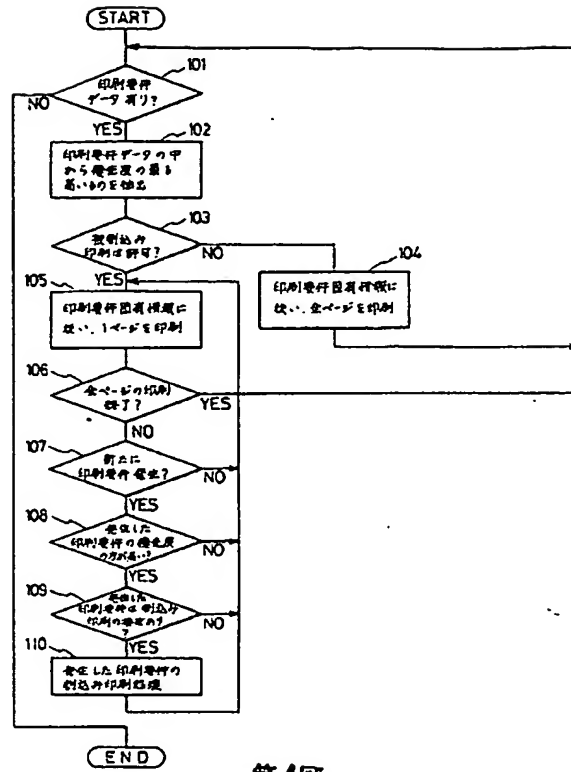 START
101
印刷要件
データ有り?
NO
YES
102
印刷要件データの中
から優先度の最も
高いものを抽出
103
被割込み
印刷は許可?
NO
YES
104
印刷要件固有情報に
従い、全ページを印刷
105
印刷要件固有情報に
従い、1ページを印刷
106
全ページの印刷
終了?
YES
NO
107
新たに
印刷要件発生?
NO
YES
108
発生した
印刷要件の優先度
の方が高い?
NO
YES
109
発生した
印刷要件は割込み
印刷の あり
?
NO
YES
110
発生した印刷要件の
割込み印刷処理
END